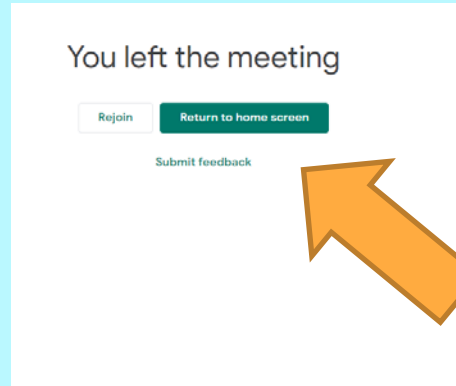 You left the meeting
Rejoin Return to home screen
Submit feedback